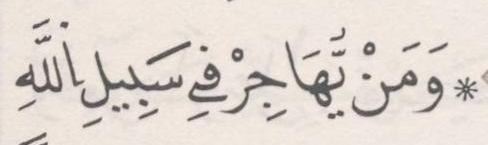 * وَمَنْ يُّهَاجِرْ فِي سَبِيلِ اللَّهِ